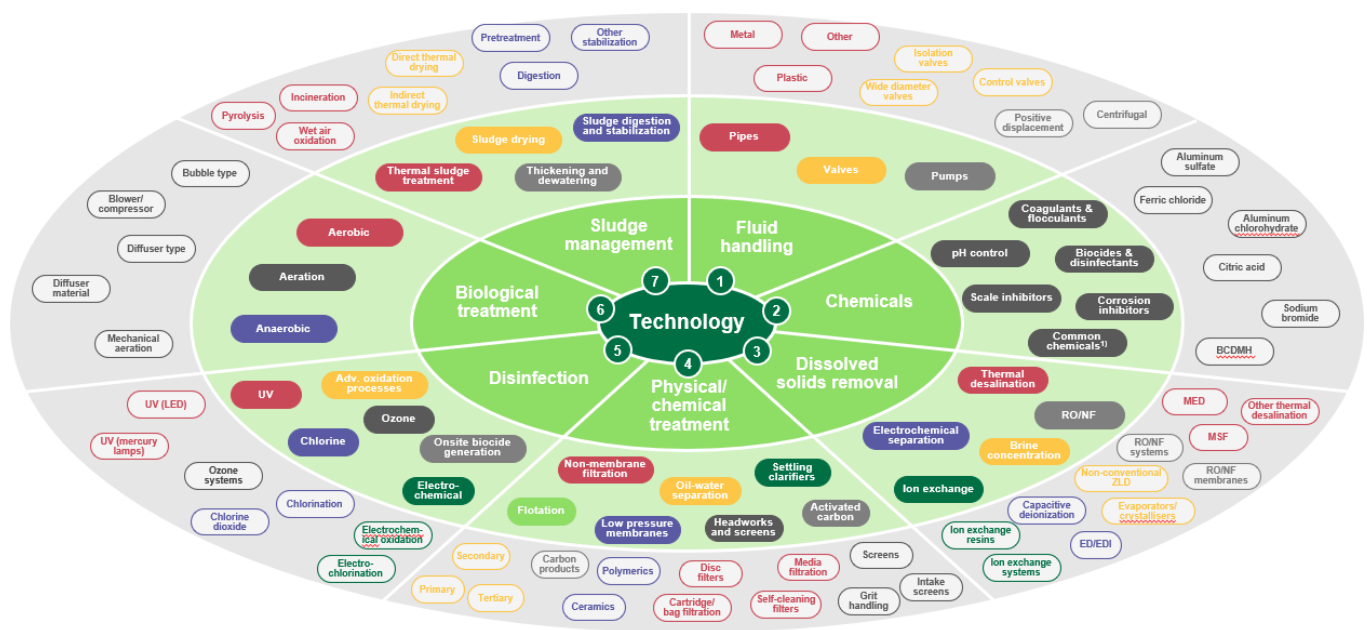 Technology
1
Fluid
handling
Pipes
Valves
Pumps
Metal
Other
Plastic
Isolation
valves
Wide diameter
valves
Control valves
Positive
displacement
Centrifugal
2
Chemicals
Coagulants &
flocculants
pH control
Biocides &
disinfectants
Scale inhibitors
Corrosion
inhibitors
Common
chemicals1)
Aluminum
sulfate
Ferric chloride
Aluminum
chlorohydrate
Citric acid
Sodium
bromide
BCDMH
3
Dissolved
solids removal
Thermal
desalination
RO/NF
Electrochemical
separation
Brine
concentration
Ion exchange
MED
Other thermal
desalination
MSF
RO/NF
systems
RO/NF
membranes
Non-conventional
ZLD
Evaporators/
crystallisers
Capacitive
deionization
ED/EDI
Ion exchange
resins
Ion exchange
systems
4
Physical/
chemical
treatment
Non-membrane
filtration
Settling
clarifiers
Oil-water
separation
Flotation
Activated
carbon
Low pressure
membranes
Headworks
and screens
Secondary
Primary
Tertiary
Carbon
products
Polymerics
Ceramics
Disc
filters
Cartridge/
bag filtration
Media
filtration
Self-cleaning
filters
Screens
Grit
handling
Intake
screens
5
Disinfection
UV
Adv. oxidation
processes
Ozone
Chlorine
Onsite biocide
generation
Electro-
chemical
UV (LED)
UV (mercury
lamps)
Ozone
systems
Chlorination
Chlorine
dioxide
Electrochem-
ical oxidation
Electro-
chlorination
6
Biological
treatment
Aerobic
Aeration
Anaerobic
Bubble type
Blower/
compressor
Diffuser type
Diffuser
material
Mechanical
aeration
7
Sludge
management
Sludge digestion
and stabilization
Sludge drying
Thermal sludge
treatment
Thickening and
dewatering
Pretreatment
Other
stabilization
Digestion
Direct thermal
drying
Indirect
thermal drying
Incineration
Pyrolysis
Wet air
oxidation